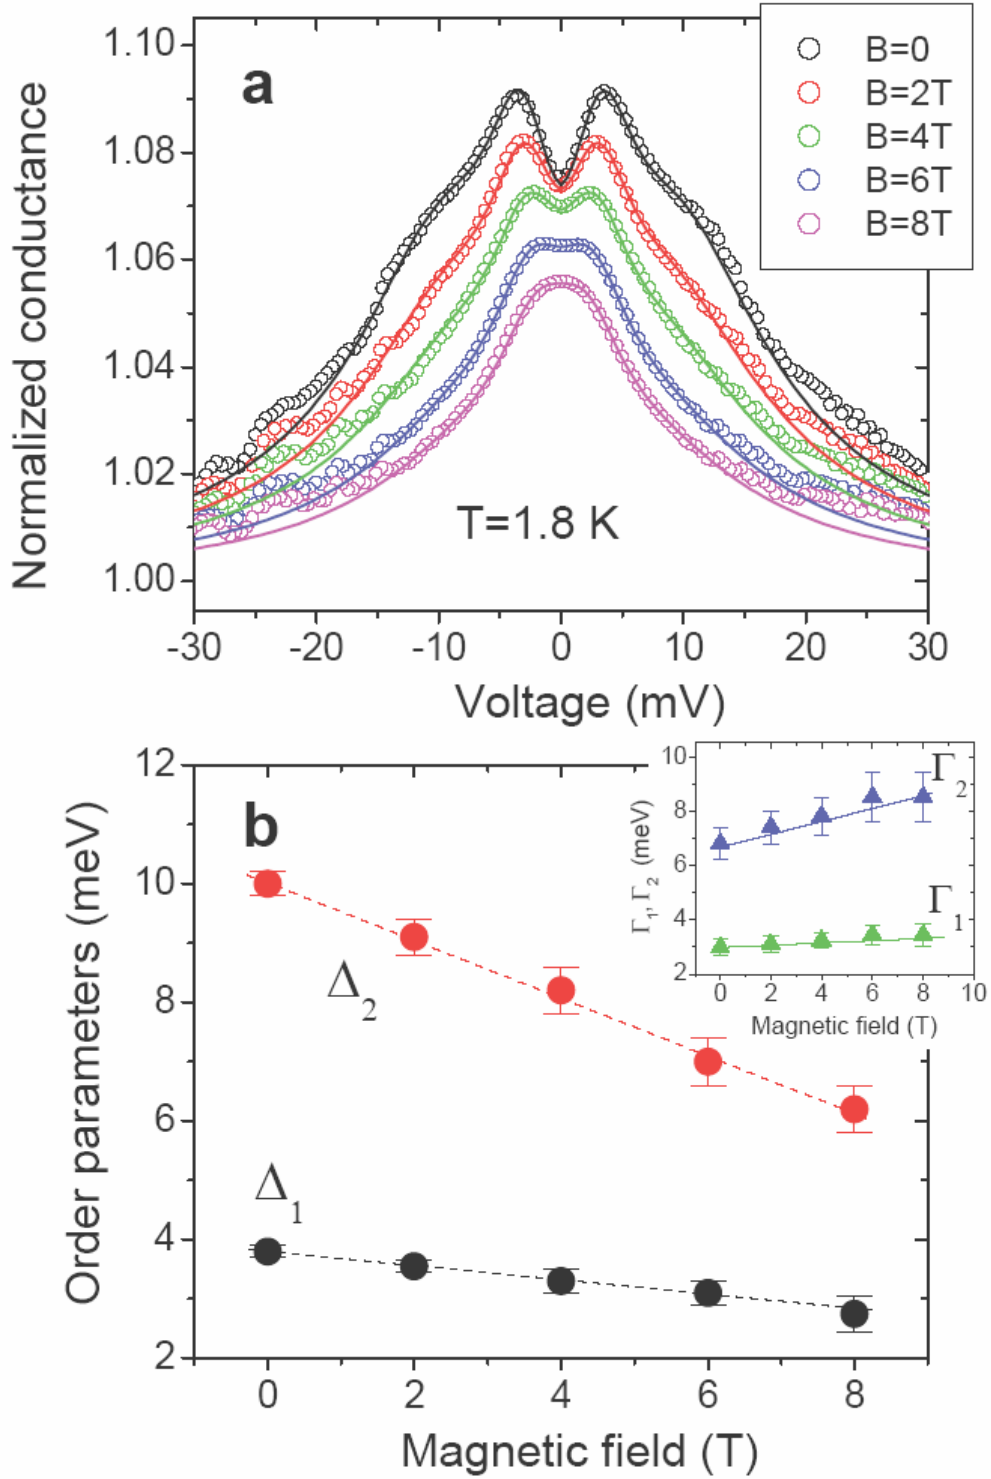 a
1.10
1.08
1.06
1.04
1.02
1.00
Normalized conductance
B=0
B=2T
B=4T
B=6T
B=8T
T=1.8 K
-30 -20 -10 0 10 20 30
Voltage (mV)
b
12
10
8
6
4
2
Order parameters (meV)
Δ2
Δ1
0 2 4 6 8
Magnetic field (T)
10
8
6
4
2
Γ1, Γ2 (meV)
Γ2
Γ1
0 2 4 6 8 10
Magnetic field (T)